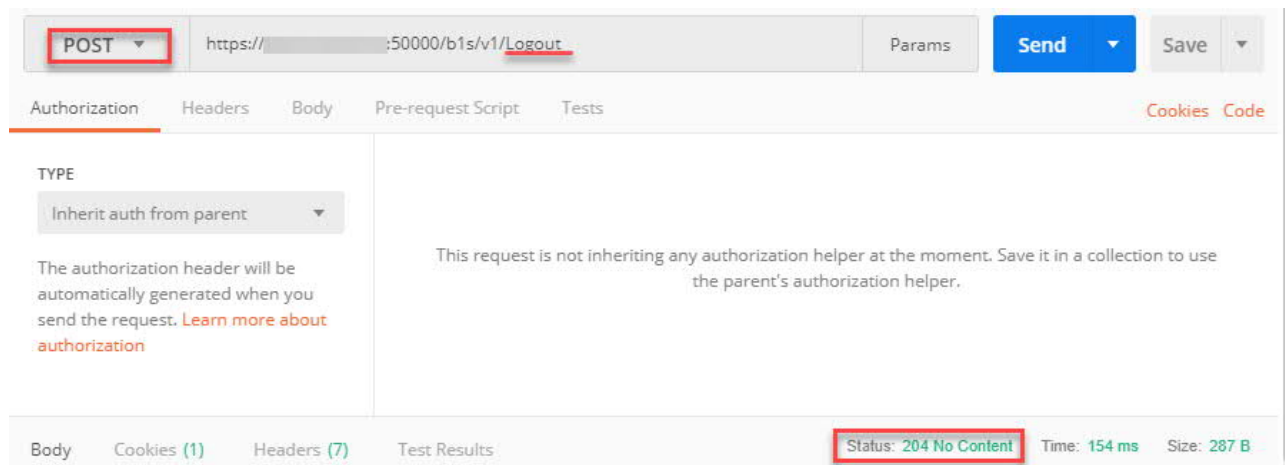 POST https:// :50000/b1s/v1/Logout Params Send Save
Authorization Headers Body Pre-request Script Tests Cookies Code
TYPE
Inherit auth from parent
The authorization header will be
automatically generated when you
send the request. Learn more about
authorization
This request is not inheriting any authorization helper at the moment. Save it in a collection to use
the parent's authorization helper.
Body Cookies (1) Headers (7) Test Results Status: 204 No Content Time: 154 ms Size: 287 B